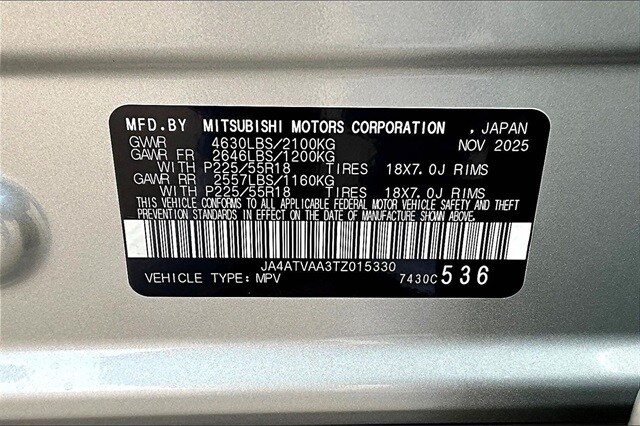 MFD.BY MITSUBISHI MOTORS CORPORATION , JAPAN
GVWR 4630LBS/2100KG NOV 2025
GAWR FR 2646LBS/1200KG
WITH P225/55R18 TIRES 18X7.0J RIMS
GAWR RR 2557LBS/1160KG
WITH P225/55R18 TIRES 18X7.0J RIMS
THIS VEHICLE CONFORMS TO ALL APPLICABLE FEDERAL MOTOR VEHICLE SAFETY AND THEFT
PREVENTION STANDARDS IN EFFECT ON THE DATE OF MANUFACTURE SHOWN ABOVE.
JA4ATVAA3TZ015330
VEHICLE TYPE: MPV 7430C 536